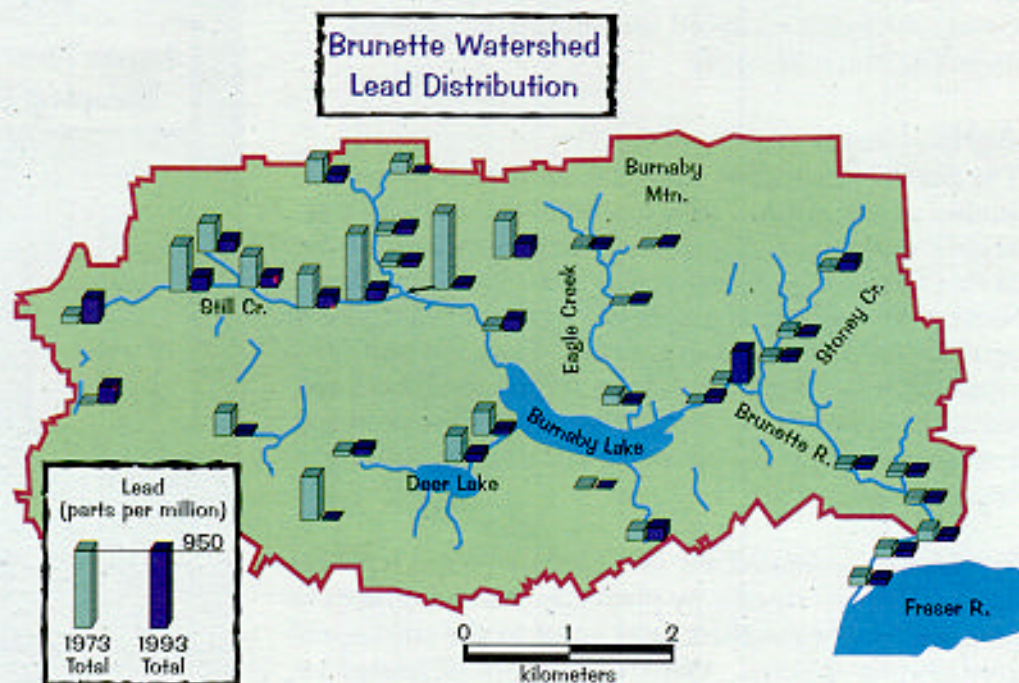 Brunette Watershed
Lead Distribution
Burnaby
Mtn.
Still Cr.
Eagle Creek
Stoney Cr.
Burnaby Lake
Brunette R.
Deer Lake
Lead
(parts per million)
950
1973
Total
1993
Total
0 1 2
kilometers
Fraser R.